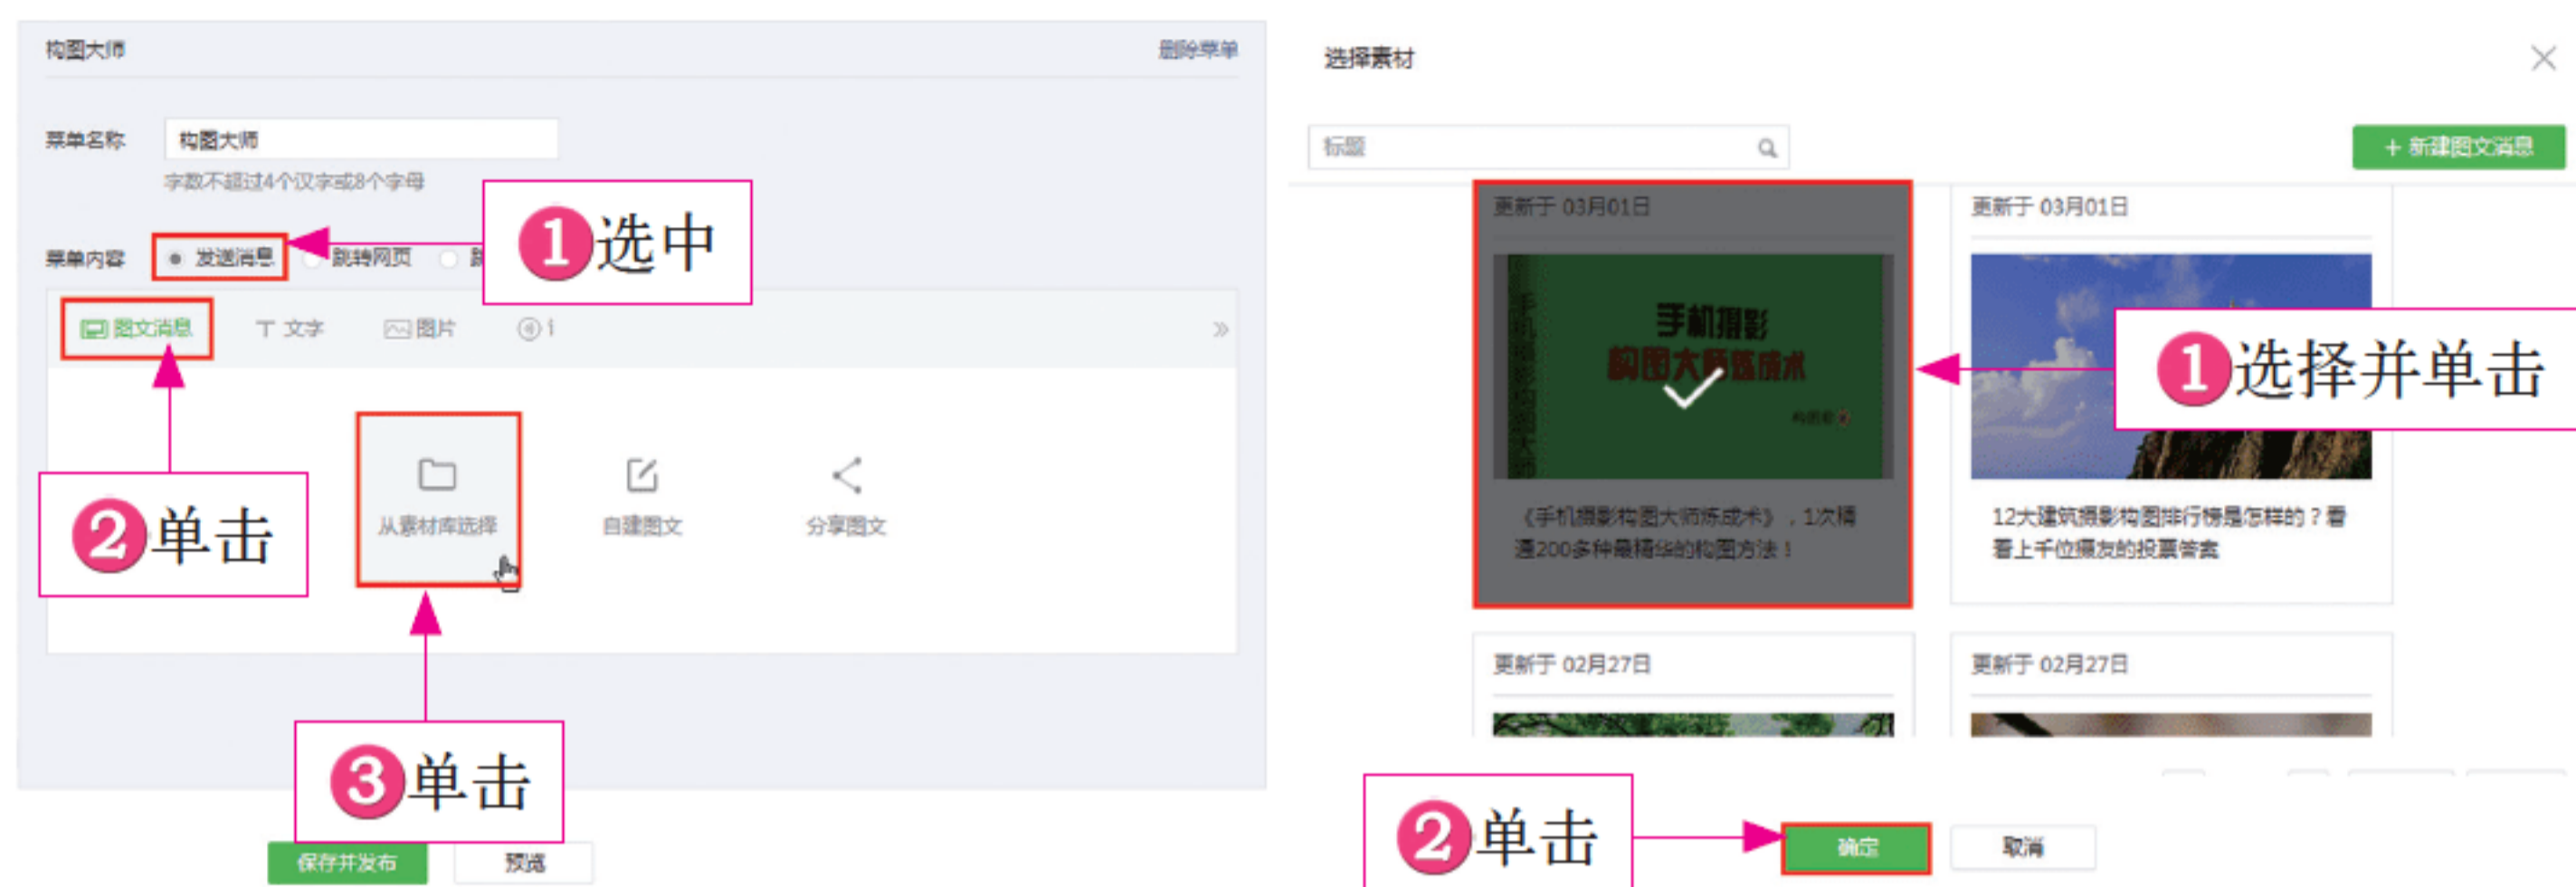 构图大师
删除菜单
菜单名称
构图大师
字数不超过4个汉字或8个字母
①选中
菜单内容
发送消息
跳转网页
图文消息
文字
图片
②单击
从素材库选择
自建图文
分享图文
③单击
保存并发布
预览
选择素材
标题
+ 新建图文消息
更新于 03月01日
手机摄影
构图大师炼成术
《手机摄影构图大师炼成术》，1次精
通200多种最精华的构图方法！
更新于 03月01日
①选择并单击
12大建筑摄影构图排行榜是怎样的？看
看上千位摄友的投票答案
更新于 02月27日
更新于 02月27日
②单击
确定
取消